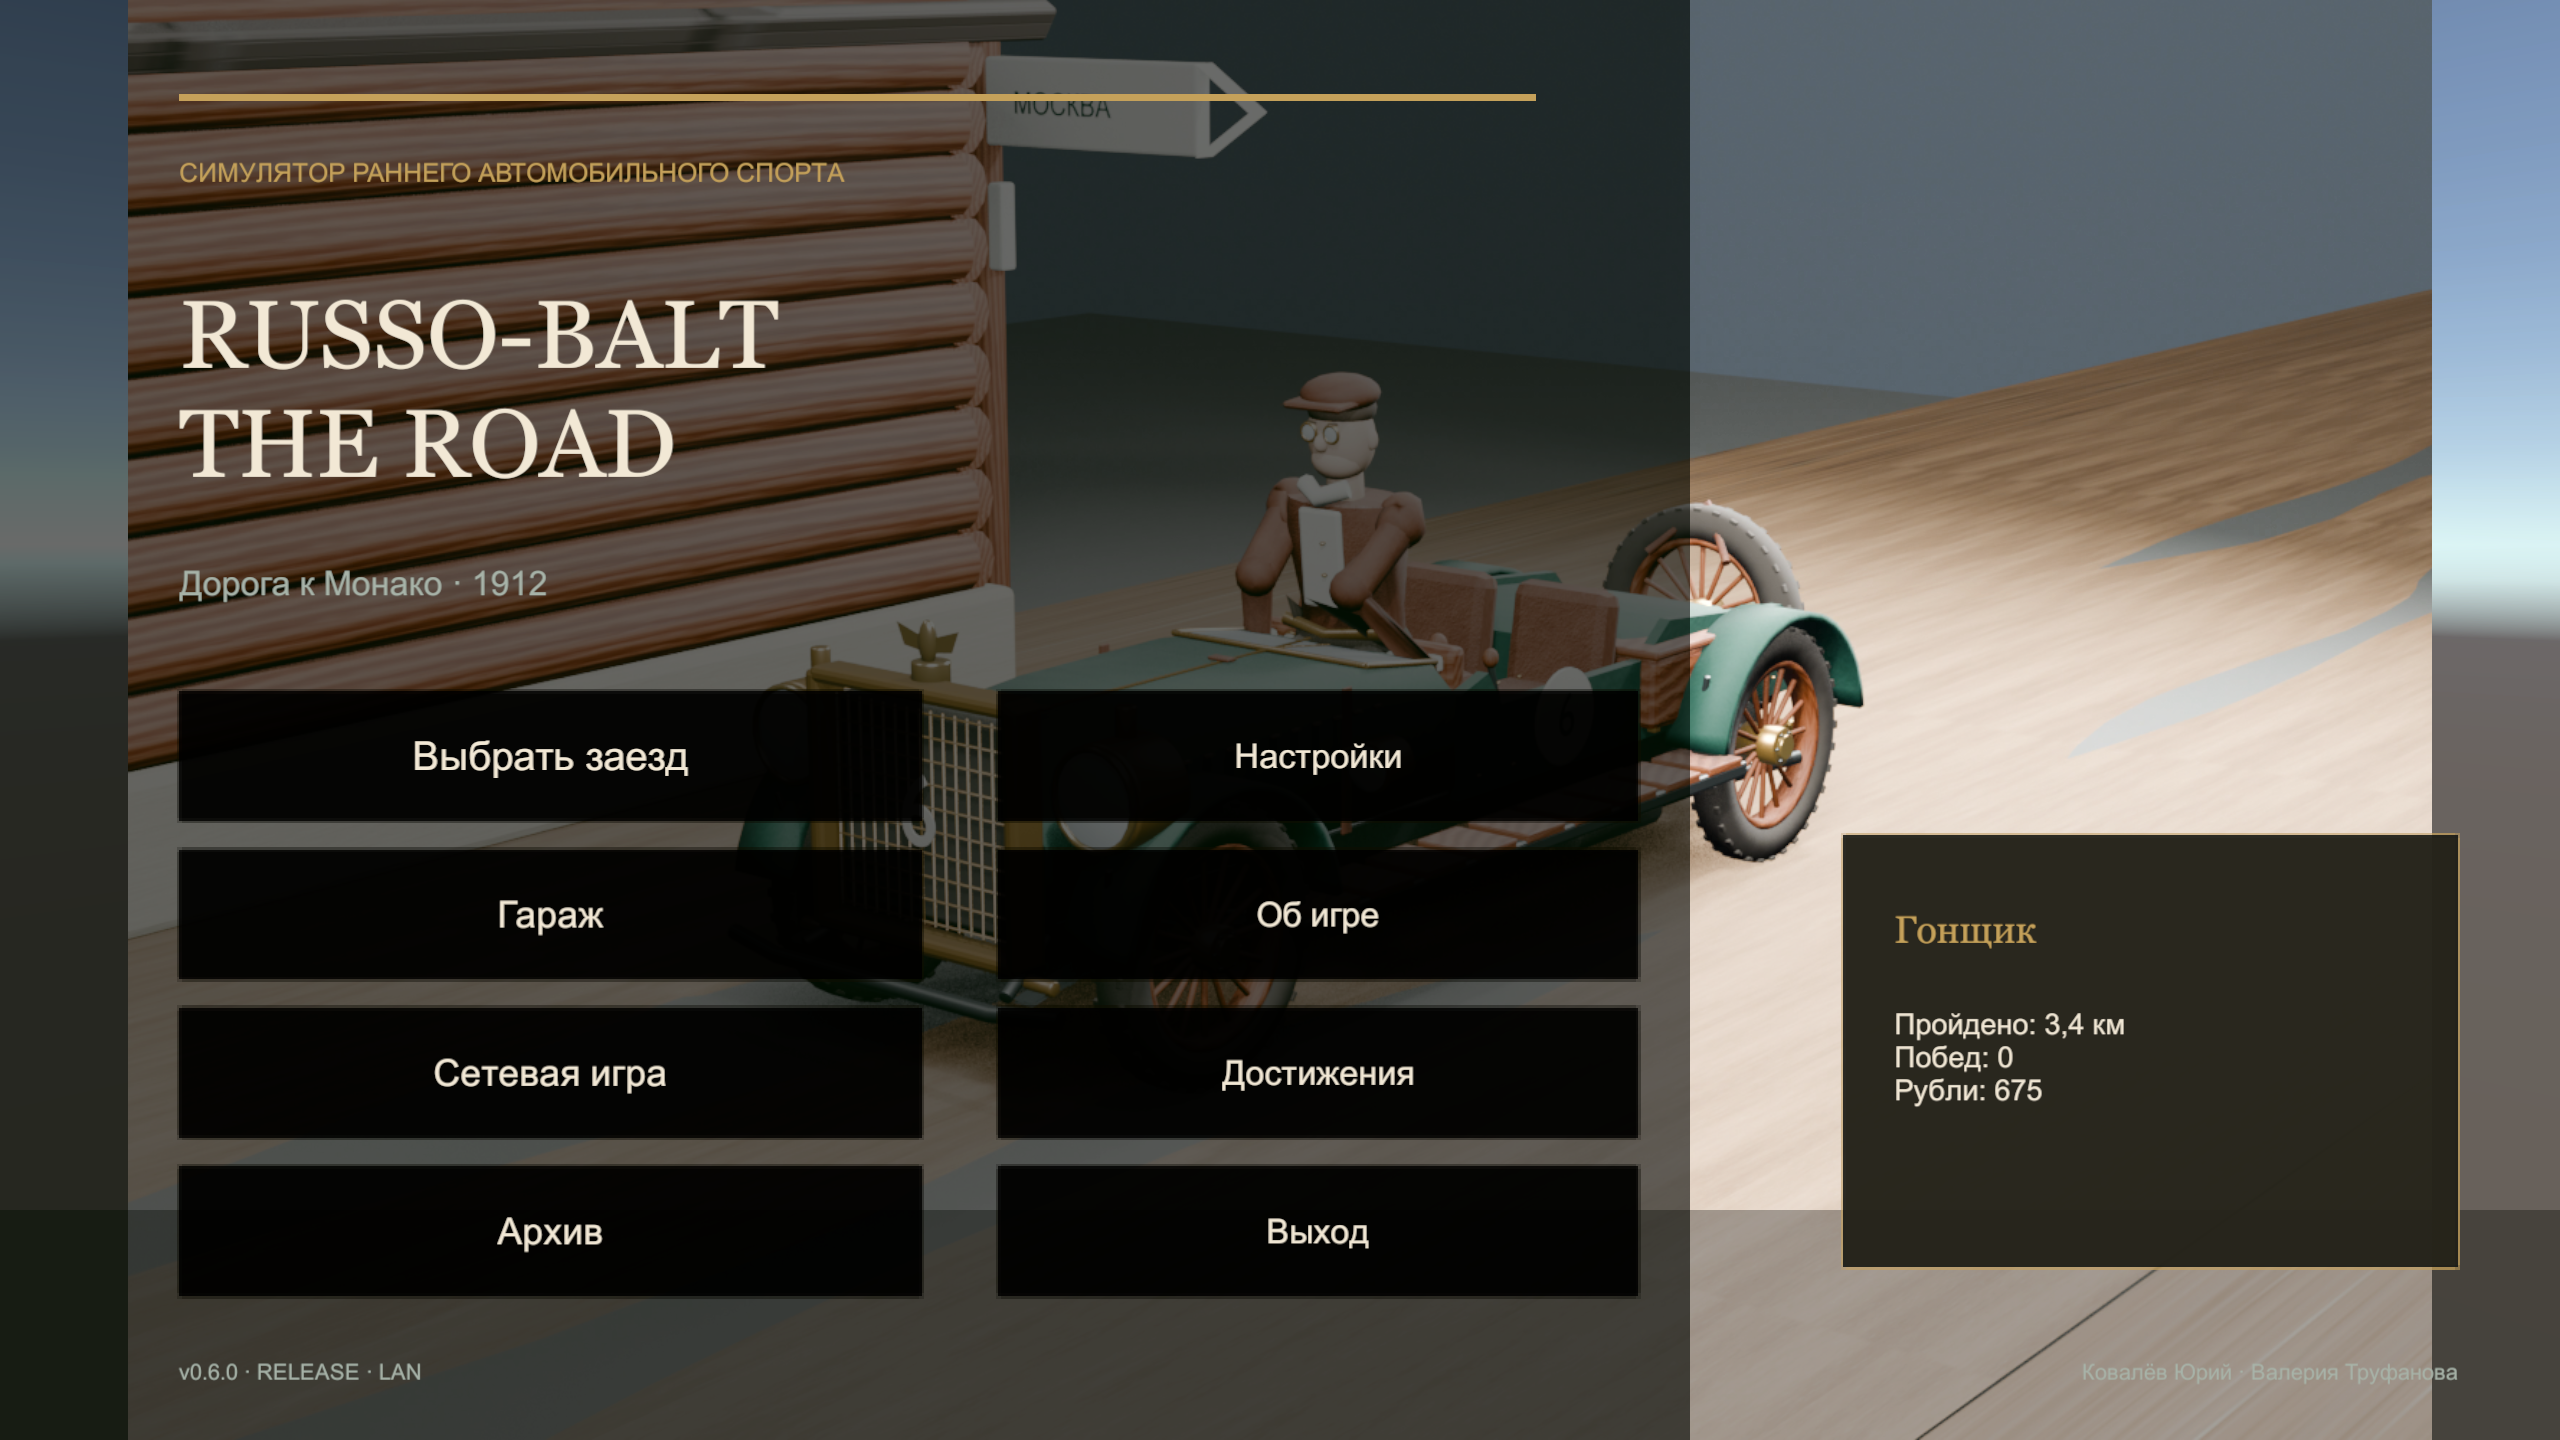 МОСКВА
СИМУЛЯТОР РАННЕГО АВТОМОБИЛЬНОГО СПОРТА
RUSSO-BALT
THE ROAD
Дорога к Монако · 1912
Выбрать заезд
Настройки
Гараж
Об игре
Сетевая игра
Достижения
Архив
Выход
6
Гонщик
Пройдено: 3,4 км
Побед: 0
Рубли: 675
v0.6.0 · RELEASE · LAN
Ковалёв Юрий · Валерия Труфанова